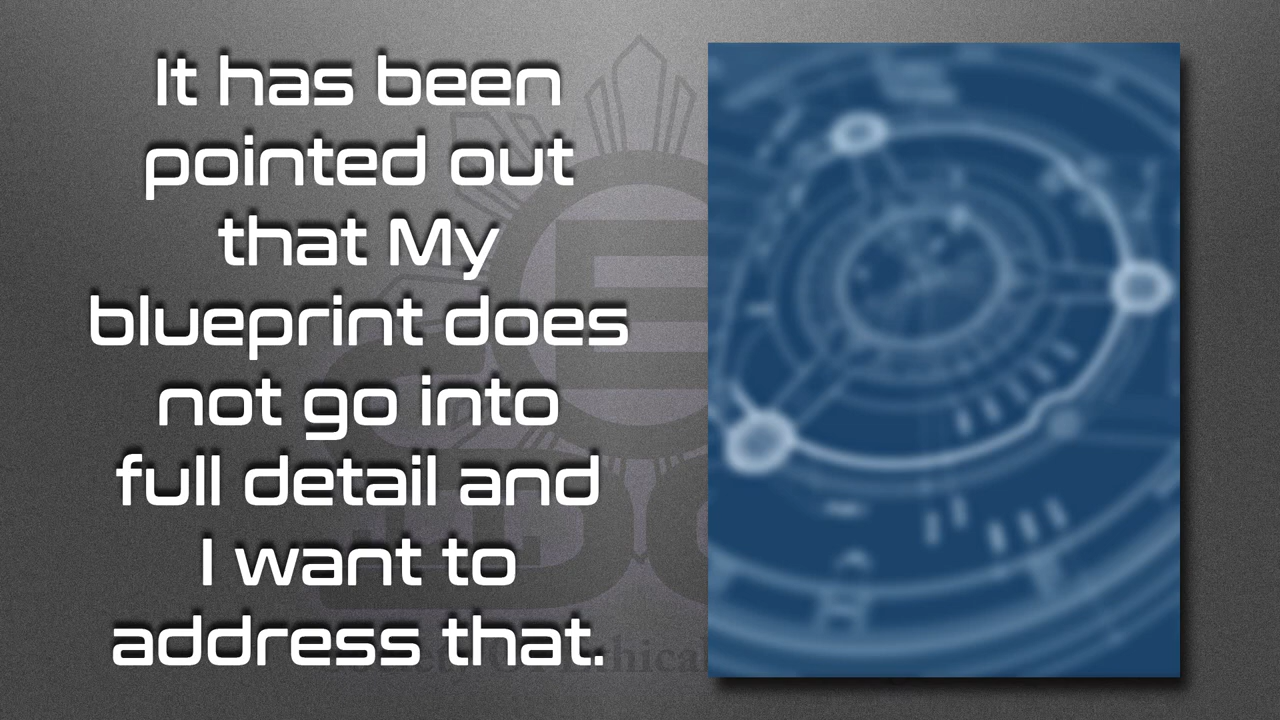 It has been
pointed out
that My
blueprint does
not go into
full detail and
I want to
address that.